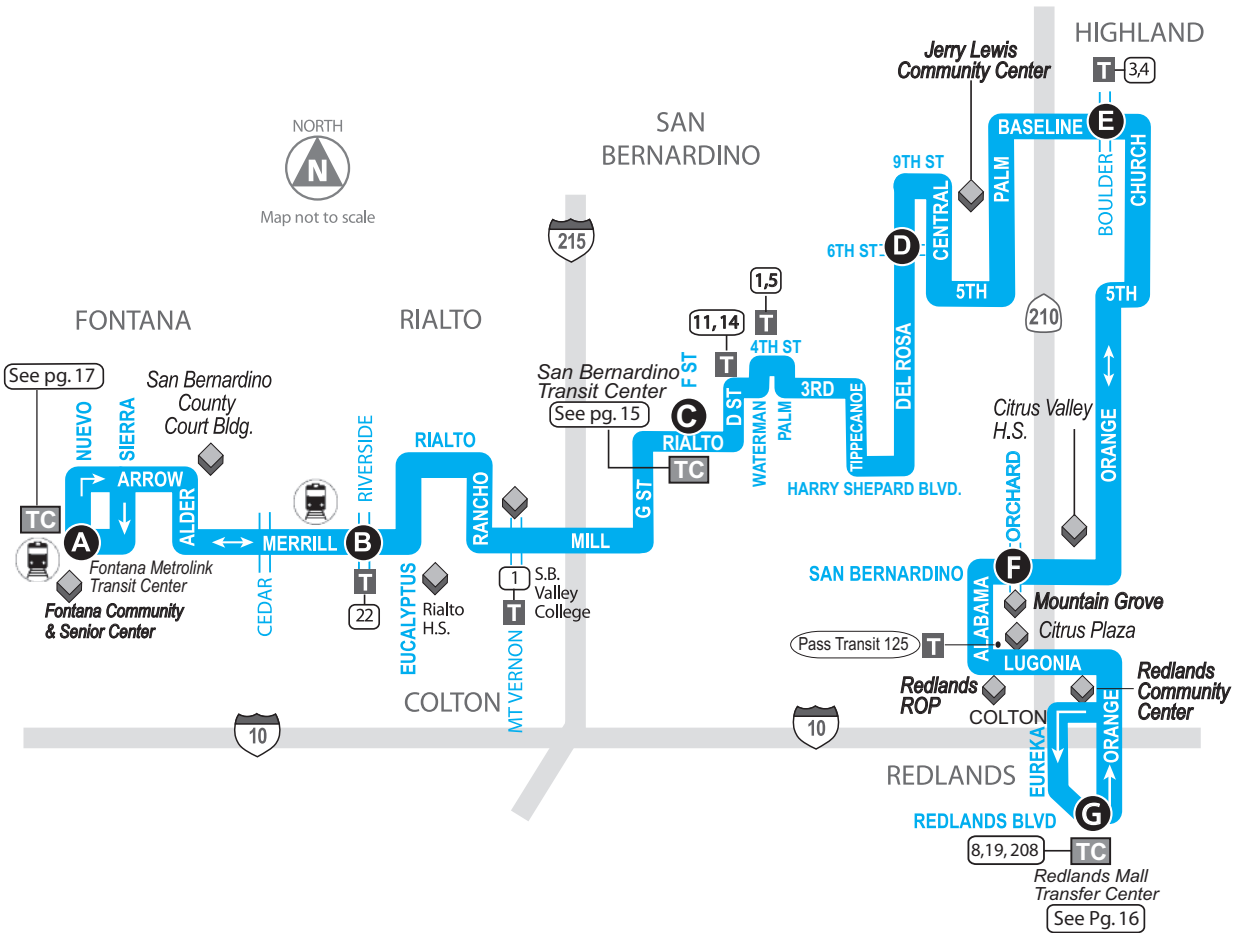 HIGHLAND
Jerry Lewis
Community Center
T
3,4
NORTH
N
Map not to scale
SAN
BERNARDINO
BASELINE
E
9TH ST
PALM
BOULDER
CHURCH
CENTRAL
215
6TH ST
D
5TH
5TH
210
1,5
T
FONTANA
RIALTO
11, 14
T
4TH ST
DEL ROSA
See pg. 17
San Bernardino
County
Court Bldg.
San Bernardino
Transit Center
See pg. 15
F ST
C
D ST
3RD
WATERMAN
PALM
TIPPECANOE
Citrus Valley
H.S.
ORANGE
NUEVO
SIERRA
RIVERSIDE
RIALTO
RIALTO
TC
ARROW
ALDER
RANCHO
G ST
HARRY SHEPARD BLVD.
ORCHARD
TC
A
MERRILL
B
MILL
Fontana Metrolink
Transit Center
Fontana Community
& Senior Center
CEDAR
T
22
EUCALYPTUS
Rialto
H.S.
1
T
S.B.
Valley
College
MT VERNON
SAN BERNARDINO
F
Mountain Grove
Citrus Plaza
ALABAMA
Pass Transit 125
T
LUGONIA
Redlands
ROP
Redlands
Community
Center
COLTON
COLTON
10
10
EUREKA
ORANGE
REDLANDS
REDLANDS BLVD
G
8,19, 208
TC
Redlands Mall
Transfer Center
See Pg. 16